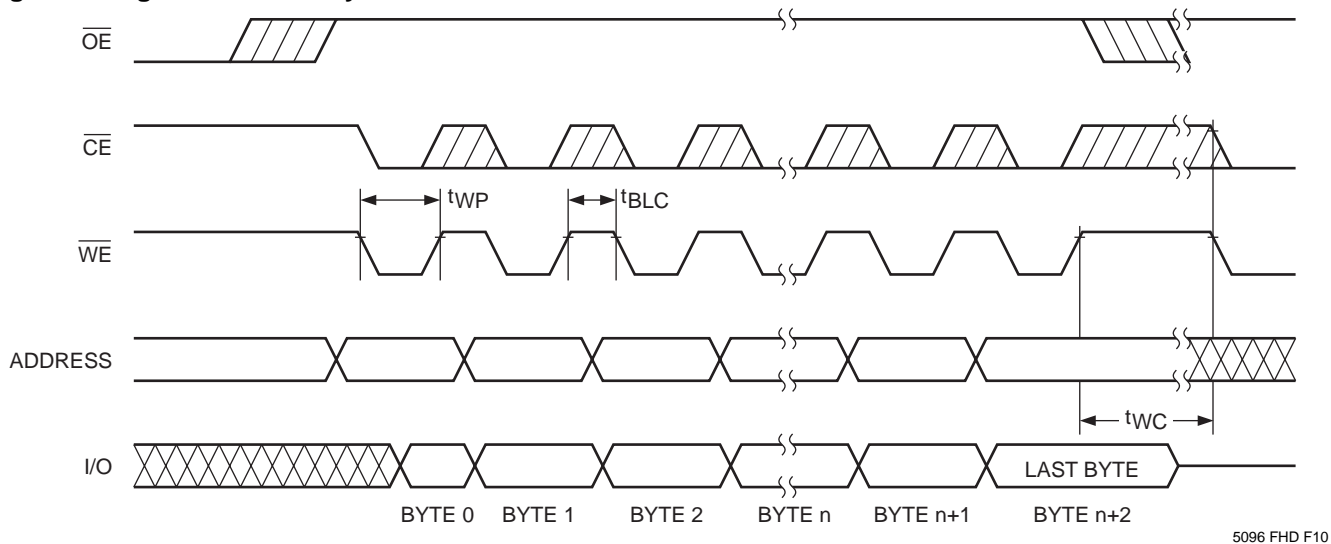 OE
CE
tWP
tBLC
WE
ADDRESS
tWC
I/O
LAST BYTE
BYTE 0 BYTE 1 BYTE 2 BYTE n BYTE n+1 BYTE n+2
5096 FHD F10